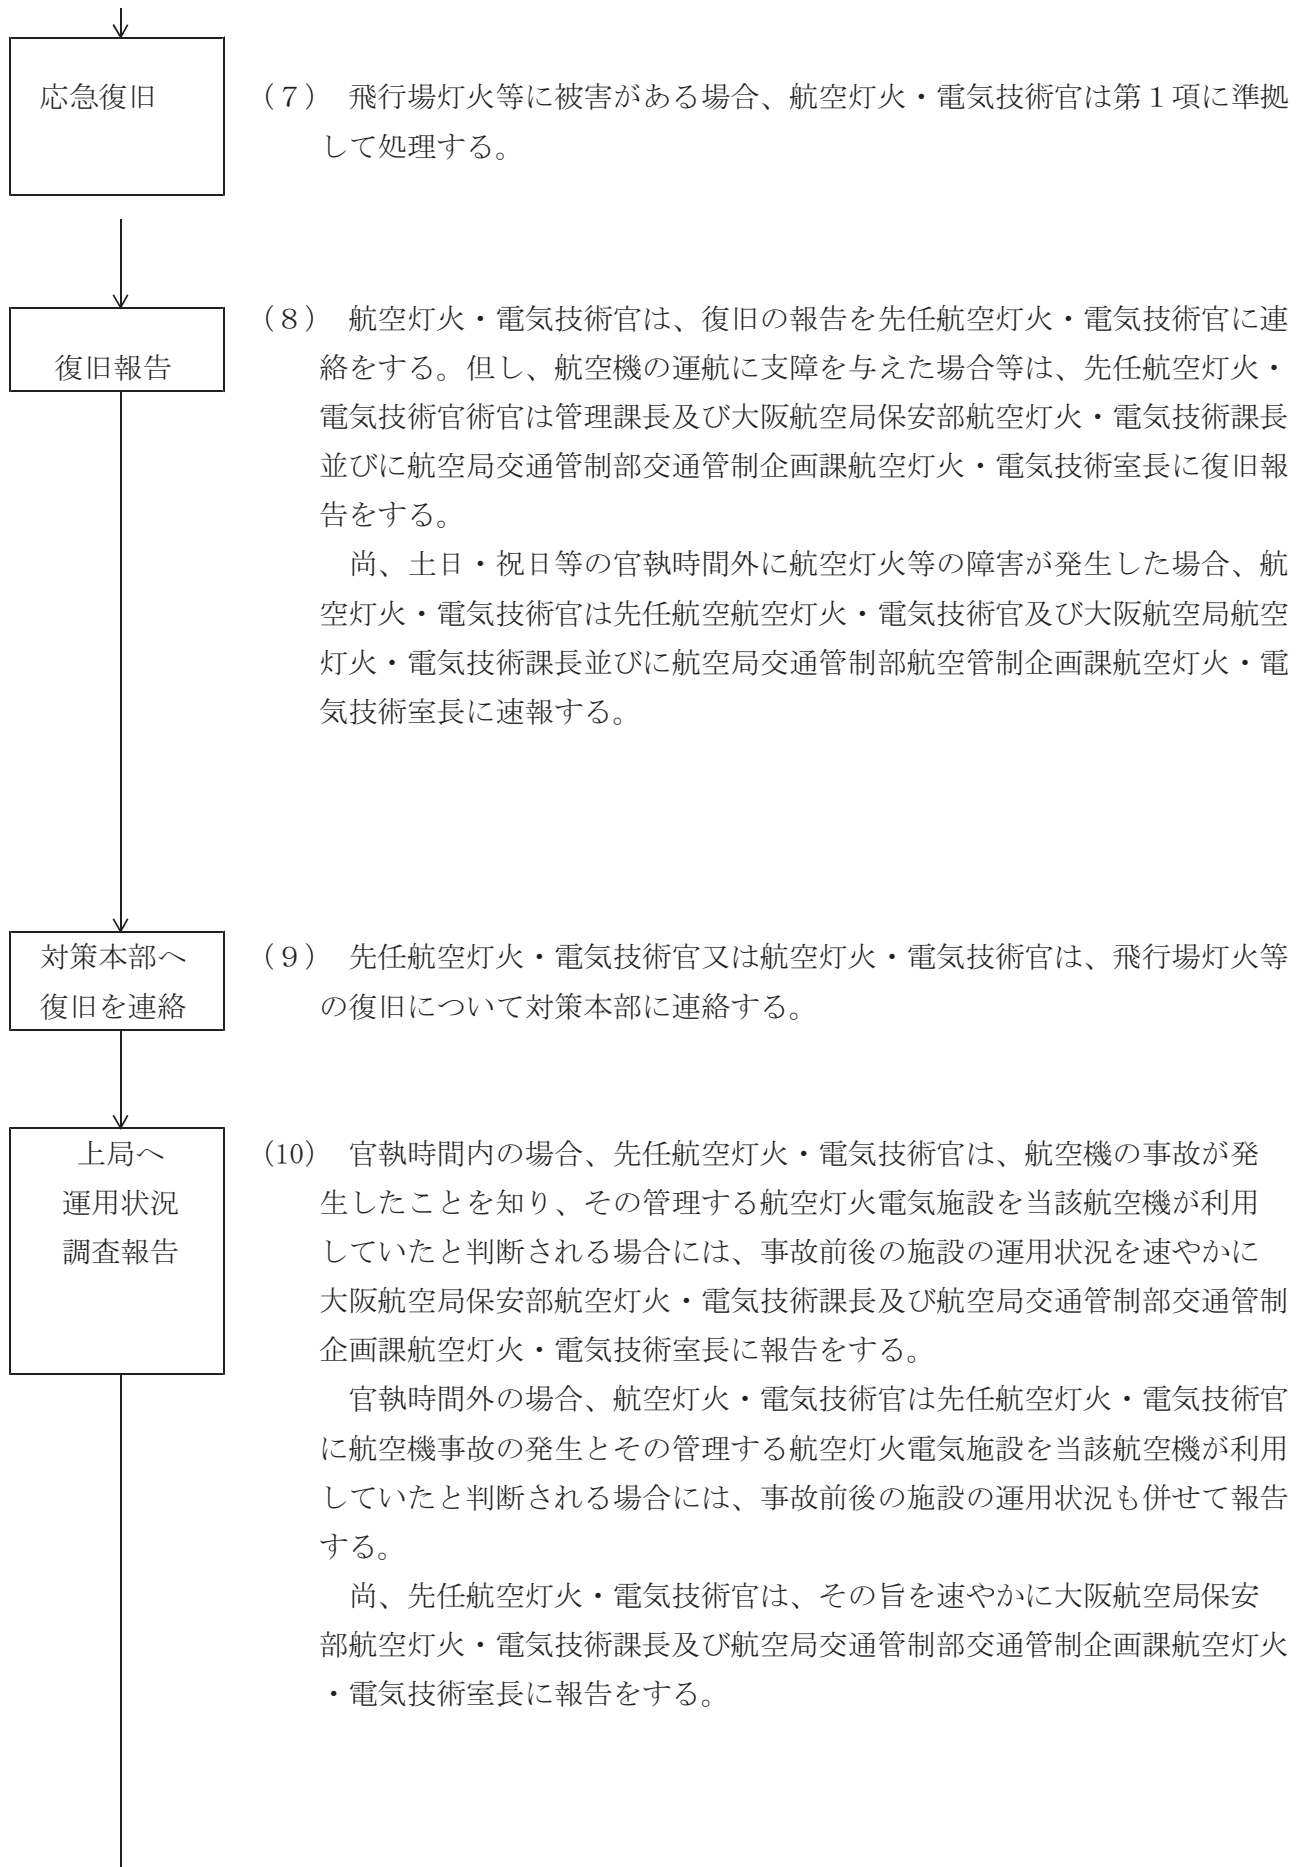 応急復旧
（７） 飛行場灯火等に被害がある場合、航空灯火・電気技術官は第１項に準拠
して処理する。
復旧報告
（８） 航空灯火・電気技術官は、復旧の報告を先任航空灯火・電気技術官に連
絡をする。但し、航空機の運航に支障を与えた場合等は、先任航空灯火・
電気技術官術官は管理課長及び大阪航空局保安部航空灯火・電気技術課長
並びに航空局交通管制部交通管制企画課航空灯火・電気技術室長に復旧報
告をする。
尚、土日・祝日等の官執時間外に航空灯火等の障害が発生した場合、航
空灯火・電気技術官は先任航空航空灯火・電気技術官及び大阪航空局航空
灯火・電気技術課長並びに航空局交通管制部航空管制企画課航空灯火・電
気技術室長に速報する。
対策本部へ
復旧を連絡
（９） 先任航空灯火・電気技術官又は航空灯火・電気技術官は、飛行場灯火等
の復旧について対策本部に連絡する。
上局へ
運用状況
調査報告
(10) 官執時間内の場合、先任航空灯火・電気技術官は、航空機の事故が発
生したことを知り、その管理する航空灯火電気施設を当該航空機が利用
していたと判断される場合には、事故前後の施設の運用状況を速やかに
大阪航空局保安部航空灯火・電気技術課長及び航空局交通管制部交通管制
企画課航空灯火・電気技術室長に報告をする。
官執時間外の場合、航空灯火・電気技術官は先任航空灯火・電気技術官
に航空機事故の発生とその管理する航空灯火電気施設を当該航空機が利用
していたと判断される場合には、事故前後の施設の運用状況も併せて報告
する。
尚、先任航空灯火・電気技術官は、その旨を速やかに大阪航空局保安
部航空灯火・電気技術課長及び航空局交通管制部交通管制企画課航空灯火
・電気技術室長に報告をする。